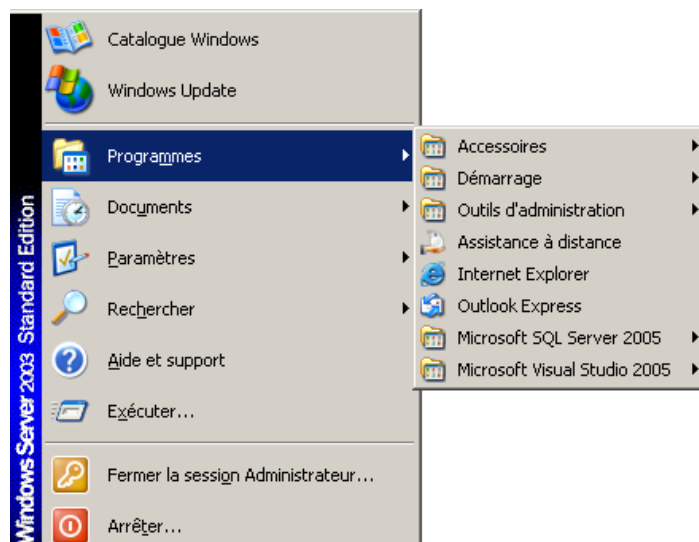 Catalogue Windows
Windows Update
Programmes
Documents
Paramètres
Rechercher
Aide et support
Exécuter...
Fermer la session Administrateur...
Arrêter...
Accessoires
Démarrage
Outils d'administration
Assistance à distance
Internet Explorer
Outlook Express
Microsoft SQL Server 2005
Microsoft Visual Studio 2005
Windows Server 2003 Standard Edition